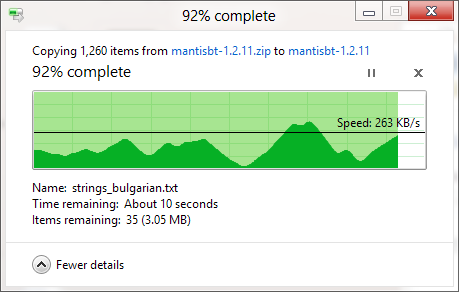 92% complete
Copying 1,260 items from mantisbt-1.2.11.zip to mantisbt-1.2.11
92% complete
Speed: 263 KB/s
Name: strings_bulgarian.txt
Time remaining: About 10 seconds
Items remaining: 35 (3.05 MB)
Fewer details